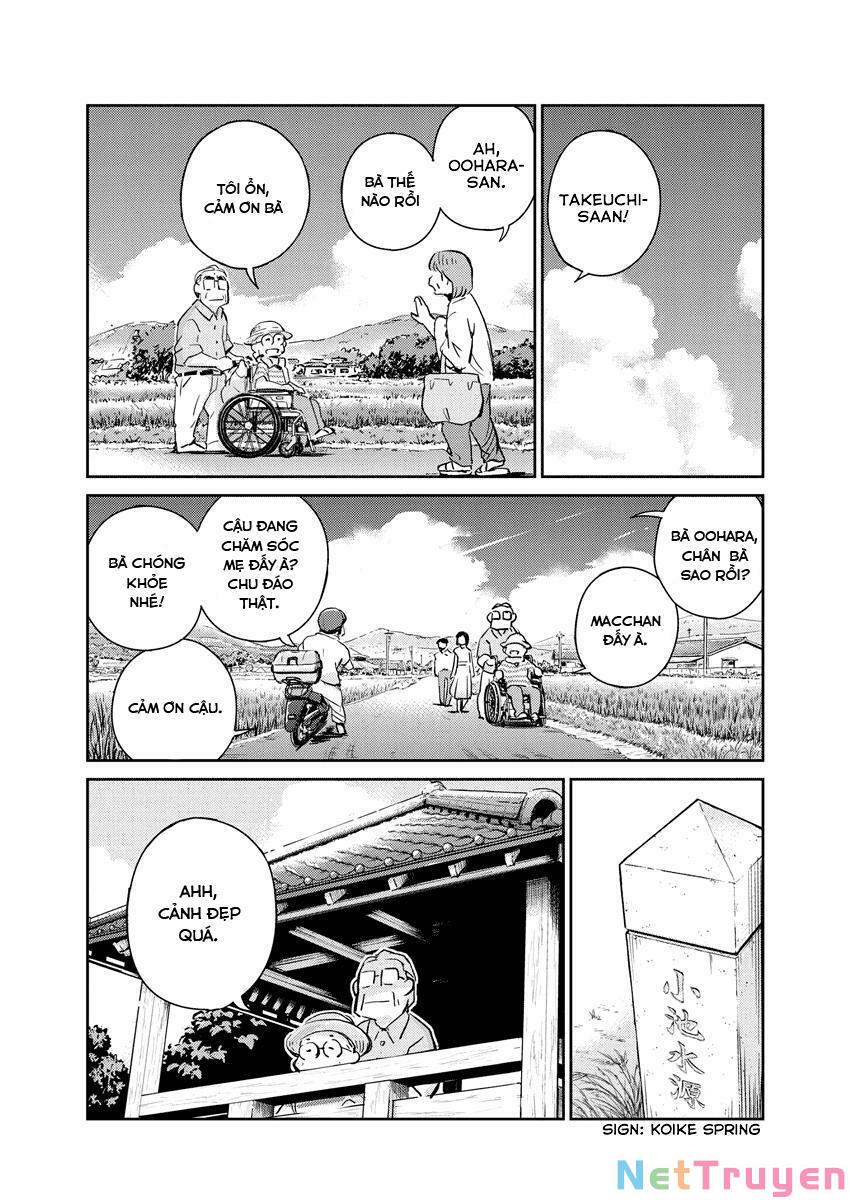 TAKEUCHI-
SAAN!
AH,
OOHARA-
SAN.
BÀ THẾ
NÀO RỒI
TÔI ỔN,
CẢM ƠN BÀ
BÀ OOHARA,
CHÂN BÀ
SAO RỒI?
MACCHAN
ĐẤY À.
CẬU ĐANG
CHĂM SÓC
MẸ ĐẤY À?
CHU ĐÁO
THẬT.
BÀ CHÓNG
KHỎE
NHÉ!
CẢM ƠN CẬU.
小池水源
SIGN: KOIKE SPRING
AHH,
CẢNH ĐẸP
QUÁ.
NetTruyen